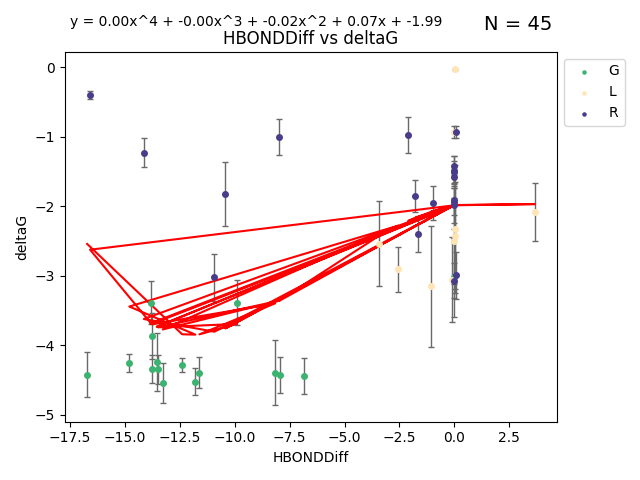 y = 0.00x^4 + -0.00x^3 + -0.02x^2 + 0.07x + -1.99
N = 45
HBONDDiff vs deltaG
G
L
R
deltaG
0
−1
−2
−3
−4
−5
−17.5 −15.0 −12.5 −10.0 −7.5 −5.0 −2.5 0.0 2.5
HBONDDiff